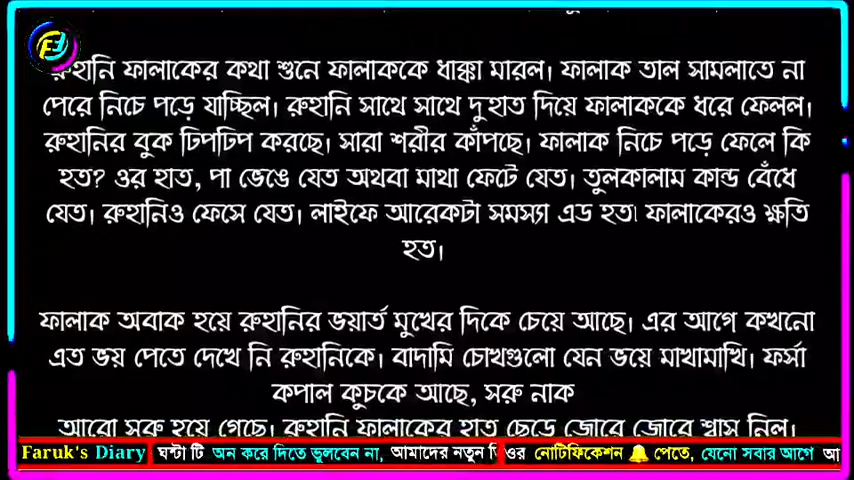 রুহানি ফালাকের কথা শুনে ফালাককে ধাক্কা মারল। ফালাক তাল সামলাতে না
পেরে নিচে পড়ে যাচ্ছিল। রুহানি সাথে সাথে দুহাত দিয়ে ফালাককে ধরে ফেলল।
রুহানির বুক ঢিপঢিপ করছে। সারা শরীর কাঁপছে। ফালাক নিচে পড়ে ফেলে কি
হত? ওর হাত, পা ভেঙে যেত অথবা মাথা ফেটে যেত। তুলকালাম কান্ড বেঁধে
যেত। রুহানিও ফেসে যেত। লাইফে আরেকটা সমস্যা এড হত৷ ফালাকেরও ক্ষতি
হত।
ফালাক অবাক হয়ে রুহানির ভয়ার্ত মুখের দিকে চেয়ে আছে। এর আগে কখনো
এত ভয় পেতে দেখে নি রুহানিকে। বাদামি চোখগুলো যেন ভয়ে মাখামাখি। ফর্সা
কপাল কুচকে আছে, সরু নাক
আরো সরু হয়ে গেছে। রুহানি ফালাকের হাত ছেড়ে জোরে জোরে শ্বাস নিল।
Faruk's Diary ঘন্টা টি অন করে দিতে ভুলবেন না, আমাদের নতুন ওর নোটিফিকেশন 🔔 পেতে, যেনো সবার আগে আ